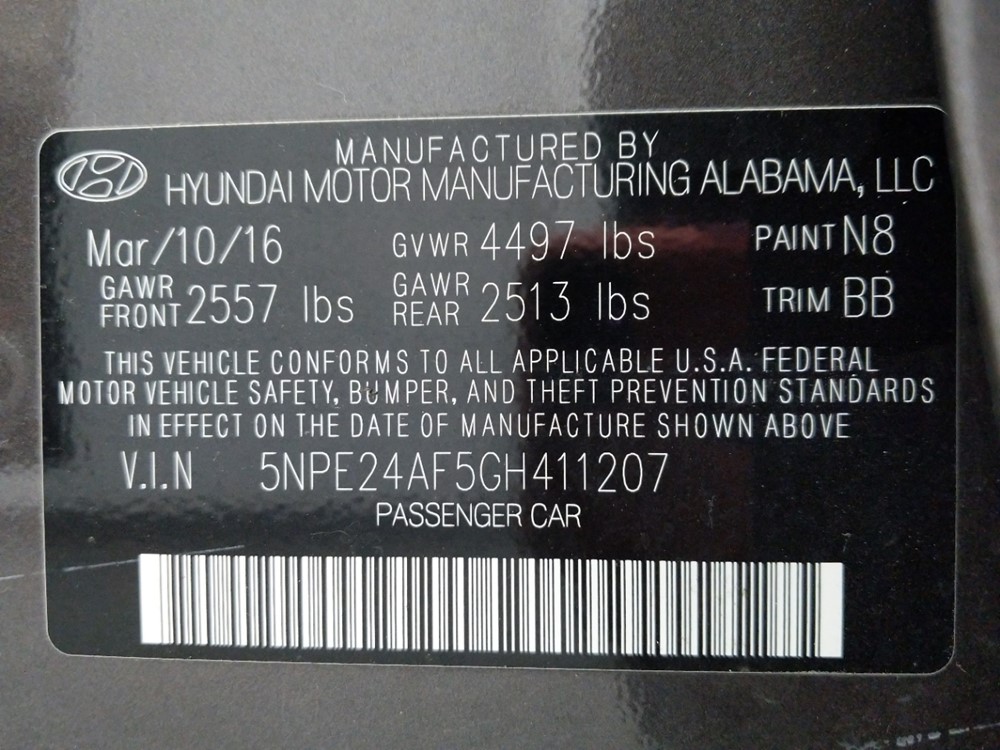 MANUFACTURED BY
HYUNDAI MOTOR MANUFACTURING ALABAMA, LLC
Mar/10/16 GVWR 4497 lbs PAINT N8
GAWR FRONT 2557 lbs GAWR REAR 2513 lbs TRIM BB
THIS VEHICLE CONFORMS TO ALL APPLICABLE U.S.A. FEDERAL
MOTOR VEHICLE SAFETY, BUMPER, AND THEFT PREVENTION STANDARDS
IN EFFECT ON THE DATE OF MANUFACTURE SHOWN ABOVE
V.I.N 5NPE24AF5GH411207
PASSENGER CAR